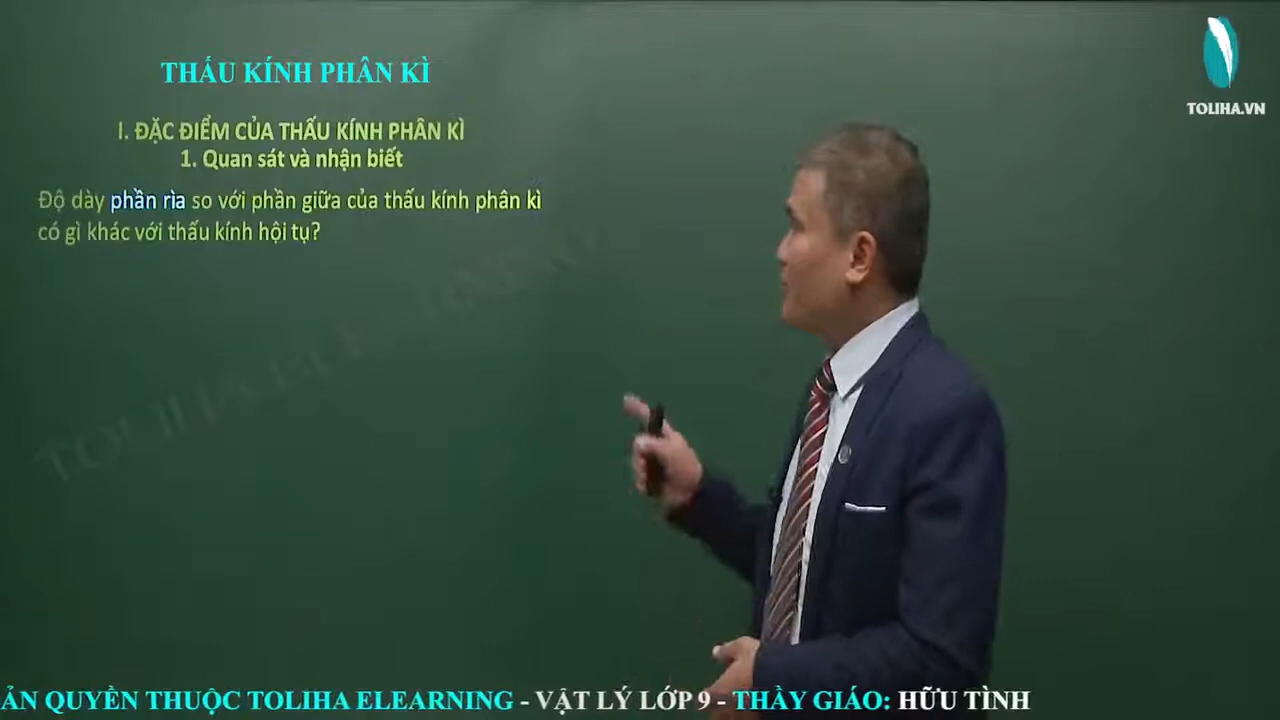 THẤU KÍNH PHÂN KÌ
TOLIHA.VN
I. ĐẶC ĐIỂM CỦA THẤU KÍNH PHÂN KÌ
1. Quan sát và nhận biết
Độ dày phần rìa so với phần giữa của thấu kính phân kì
có gì khác với thấu kính hội tụ?
TOLIHA ELEARNING
ẢN QUYỀN THUỘC TOLIHA ELEARNING - VẬT LÝ LỚP 9 - THẦY GIÁO: HỮU TÌNH